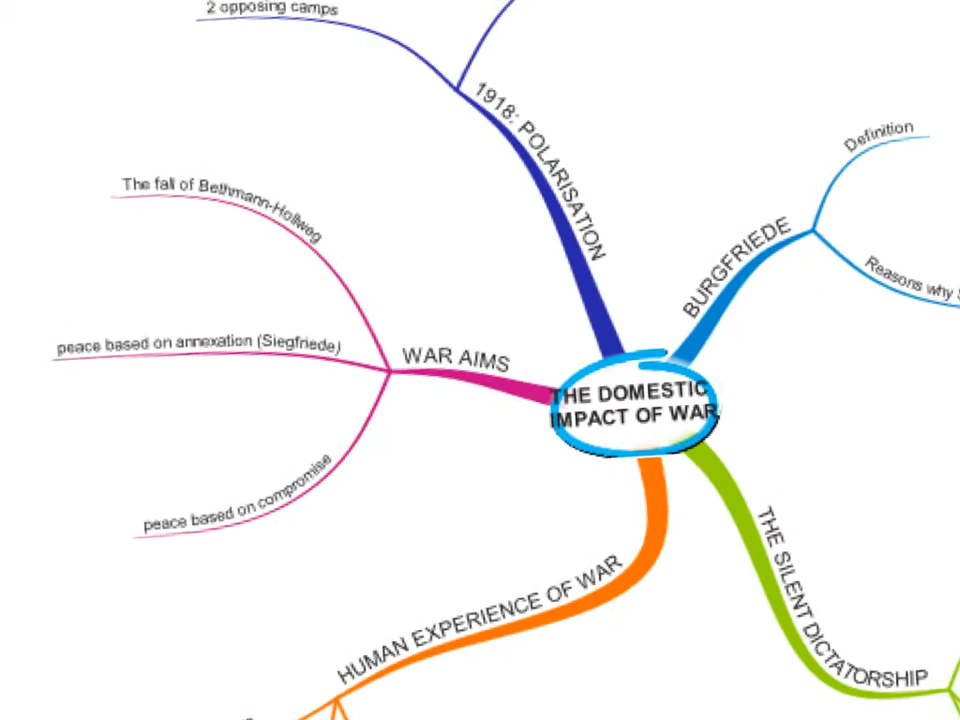 2 opposing camps
1918: POLARISATION
Definition
BURGFRIEDE
Reasons why
The fall of Bethmann-Hollweg
peace based on annexation (Siegfriede)
WAR AIMS
peace based on compromise
THE DOMESTIC
IMPACT OF WAR
THE SILENT DICTATORSHIP
HUMAN EXPERIENCE OF WAR